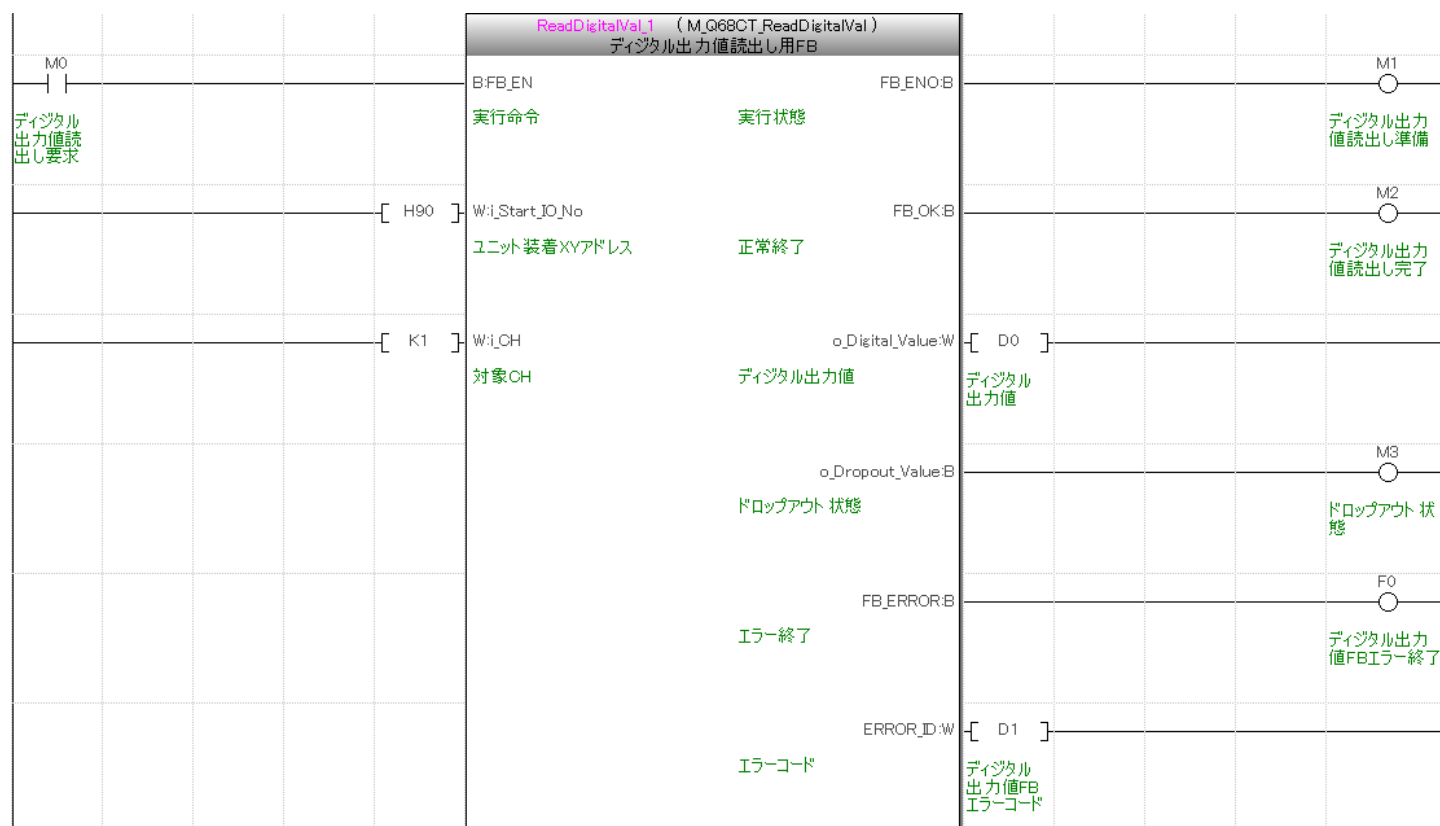 ReadDigitalVal_1 （M_Q68CT_ReadDigitalVal）
ディジタル出力値読出し用FB
M0
B:FB_EN
FB_ENO:B
M1
ディジタル
出力値読
出し要求
実行命令
実行状態
ディジタル出力
値読出し準備
H90
W:i_Start_IO_No
FB_OK:B
M2
ユニット装着XYアドレス
正常終了
ディジタル出力
値読出し完了
K1
W:i_CH
o_Digital_Value:W
D0
対象CH
ディジタル出力値
ディジタル
出力値
o_Dropout_Value:B
M3
ドロップアウト 状態
ドロップアウト 状
態
FB_ERROR:B
F0
エラー終了
ディジタル出力
値FBエラー終了
ERROR_ID:W
D1
エラーコード
ディジタル
出力値FB
エラーコード